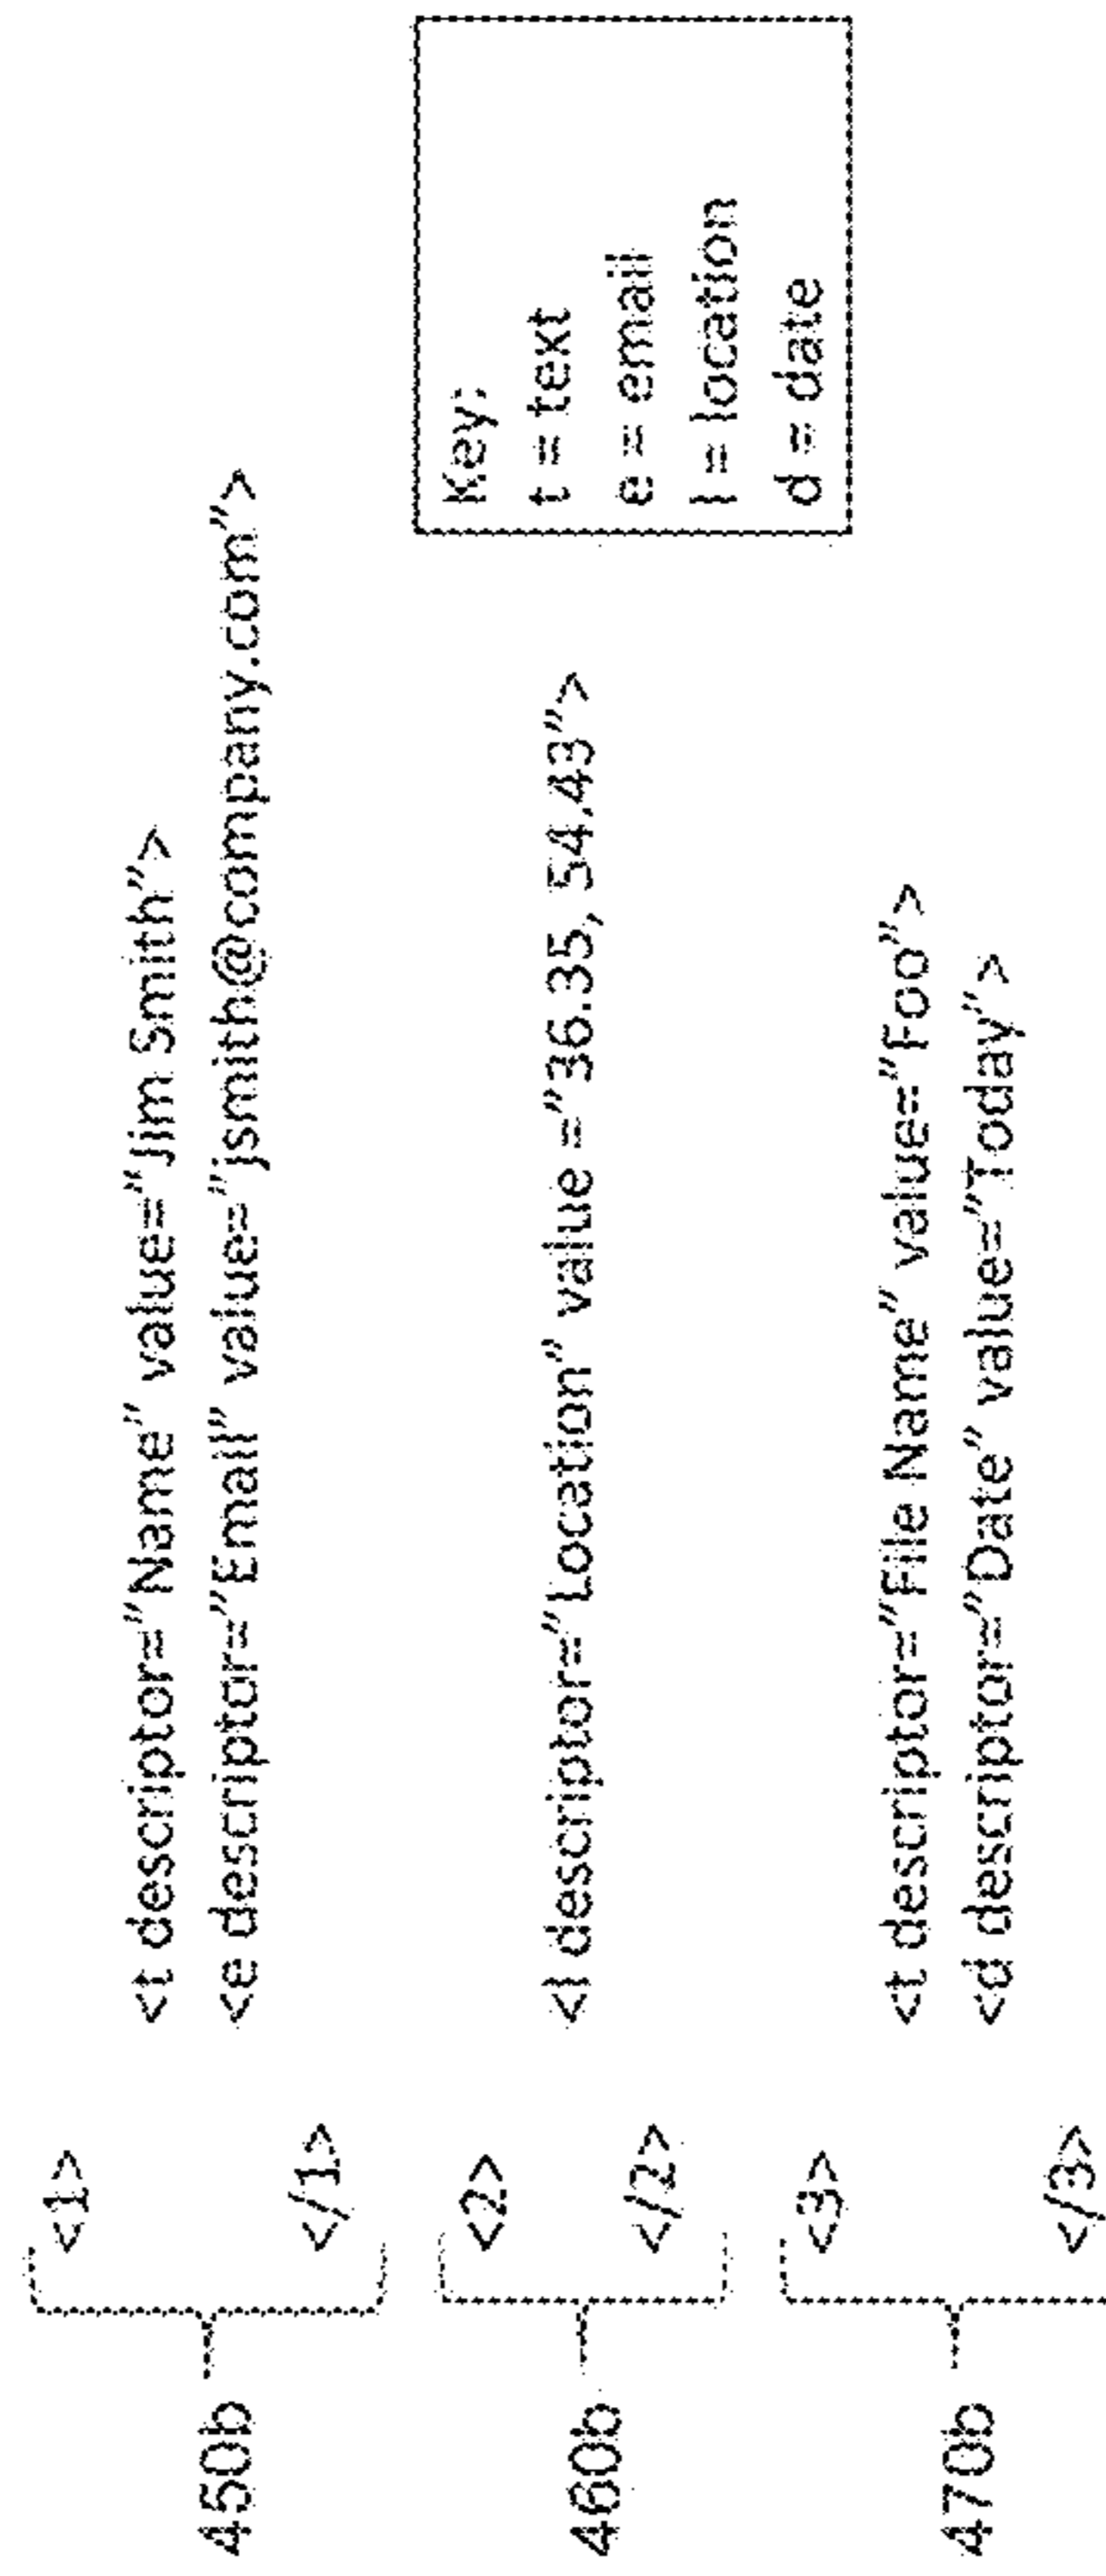 450b
<1>
<t descriptor="Name" value="Jim Smith">
<e descriptor="Email" value="jsmith@company.com">
</1>
460b
<2>
<l descriptor="Location" value ="36.35, 54.43">
</2>
470b
<3>
<t descriptor="File Name" value="Foo">
<d descriptor="Date" value="Today">
</3>
Key:
t = text
e = email
l = location
d = date